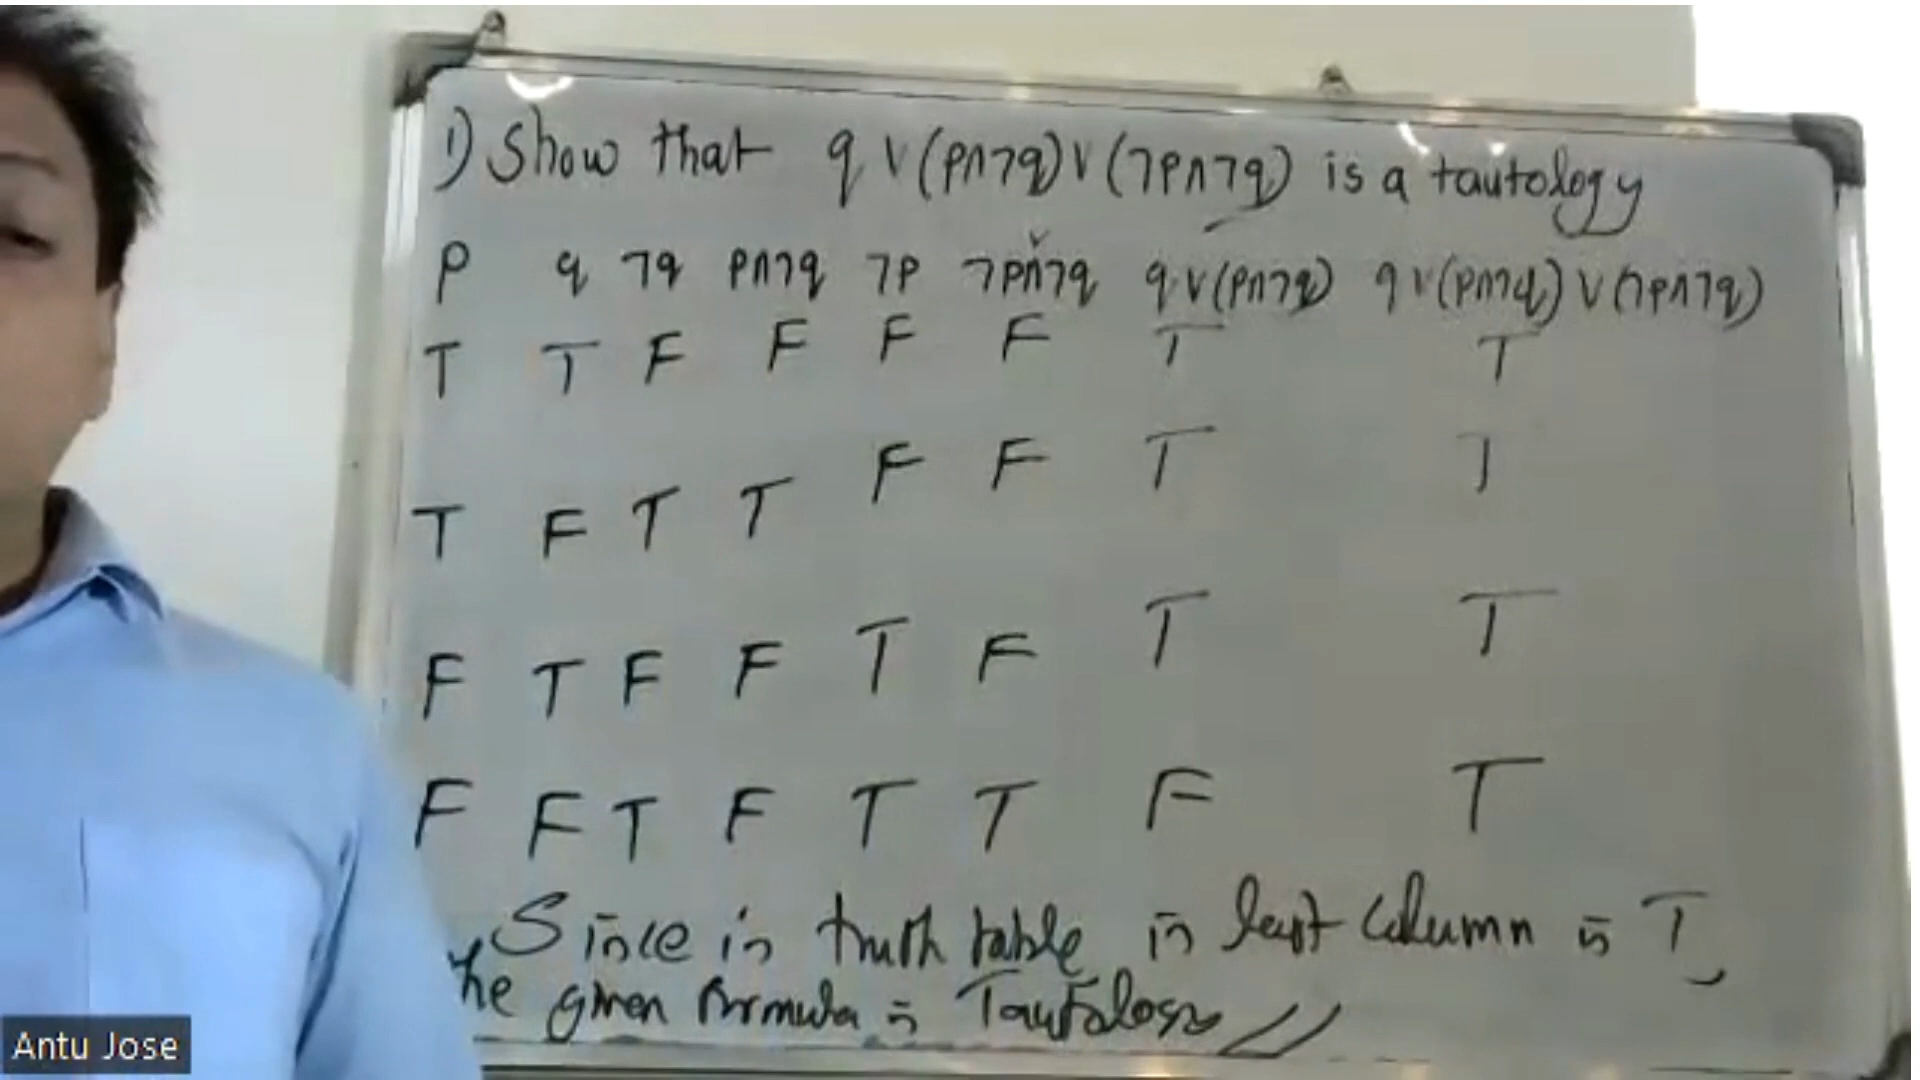 1) Show that q ∨ (p∧¬q) ∨ (¬p∧¬q) is a tautology
p q ¬q p∧¬q ¬p ¬p∧¬q q∨(p∧¬q) q∨(p∧¬q)∨(¬p∧¬q)
T T F F F F T T
T F T T F F T T
F T F F T F T T
F F T F T T F T
Since in truth table in last column is T,
the given formula is Tautology
Antu Jose